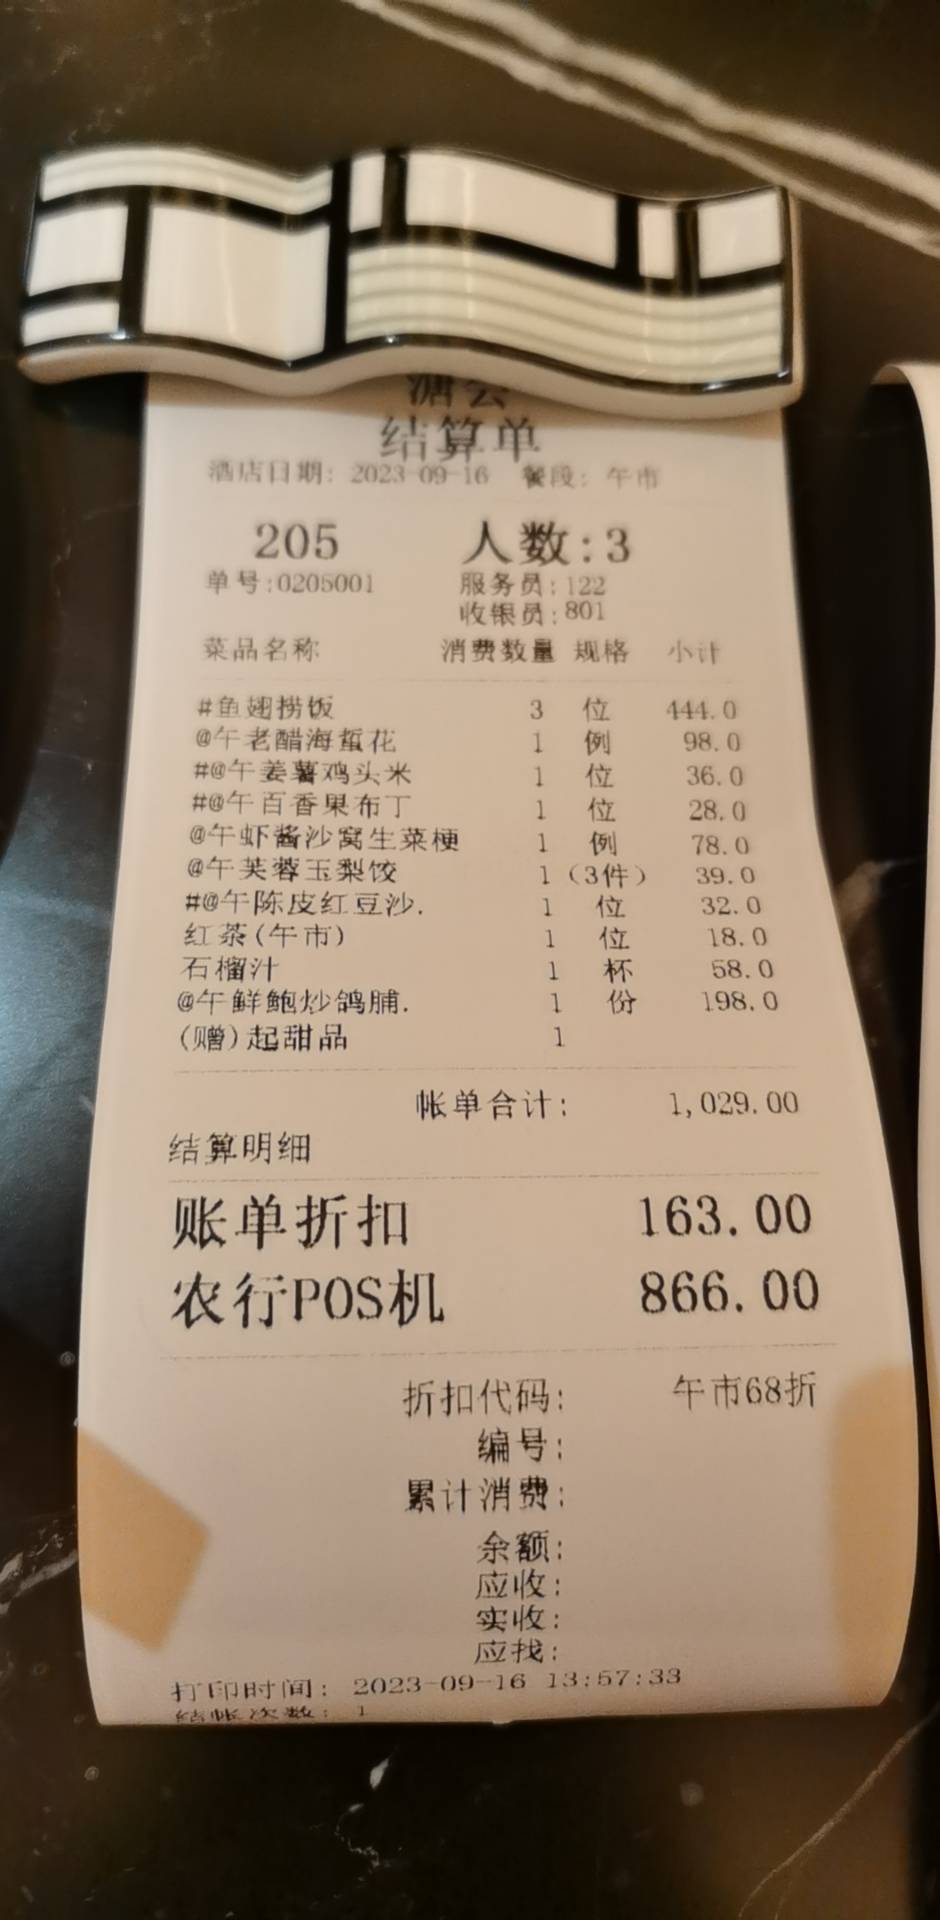 结算单
酒店日期: 2023-09-16 餐段: 午市
205 人数:3
单号:0205001 服务员:122
收银员:801
菜品名称 消费数量 规格 小计
#鱼翅捞饭 3 位 444.0
@午老醋海蜇花 1 例 98.0
#@午姜薯鸡头米 1 位 36.0
#@午百香果布丁 1 位 28.0
@午虾酱沙窝生菜梗 1 例 78.0
@午芙蓉玉梨饺 1 (3件) 39.0
#@午陈皮红豆沙. 1 位 32.0
红茶(午市) 1 位 18.0
石榴汁 1 杯 58.0
@午鲜鲍炒鸽脯. 1 份 198.0
(赠)起甜品 1
帐单合计: 1,029.00
结算明细
账单折扣 163.00
农行POS机 866.00
折扣代码: 午市68折
编号:
累计消费:
余额:
应收:
实收:
应找:
打印时间: 2023-09-16 13:57:33
结帐次数: 1